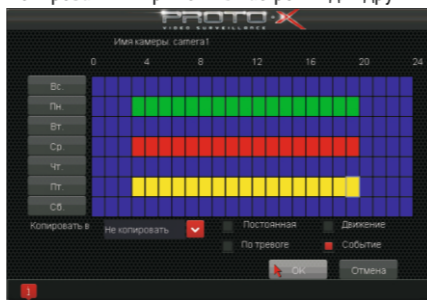 PROTO-X
VIDEO SURVEILLANCE
Имя камеры: camera1
0 4 8 12 16 20 24
Вс.
Пн.
Вт.
Ср.
Чт.
Пт.
Сб.
Копировать в Не копировать Постоянная Движение
По тревоге Событие
ОК Отмена